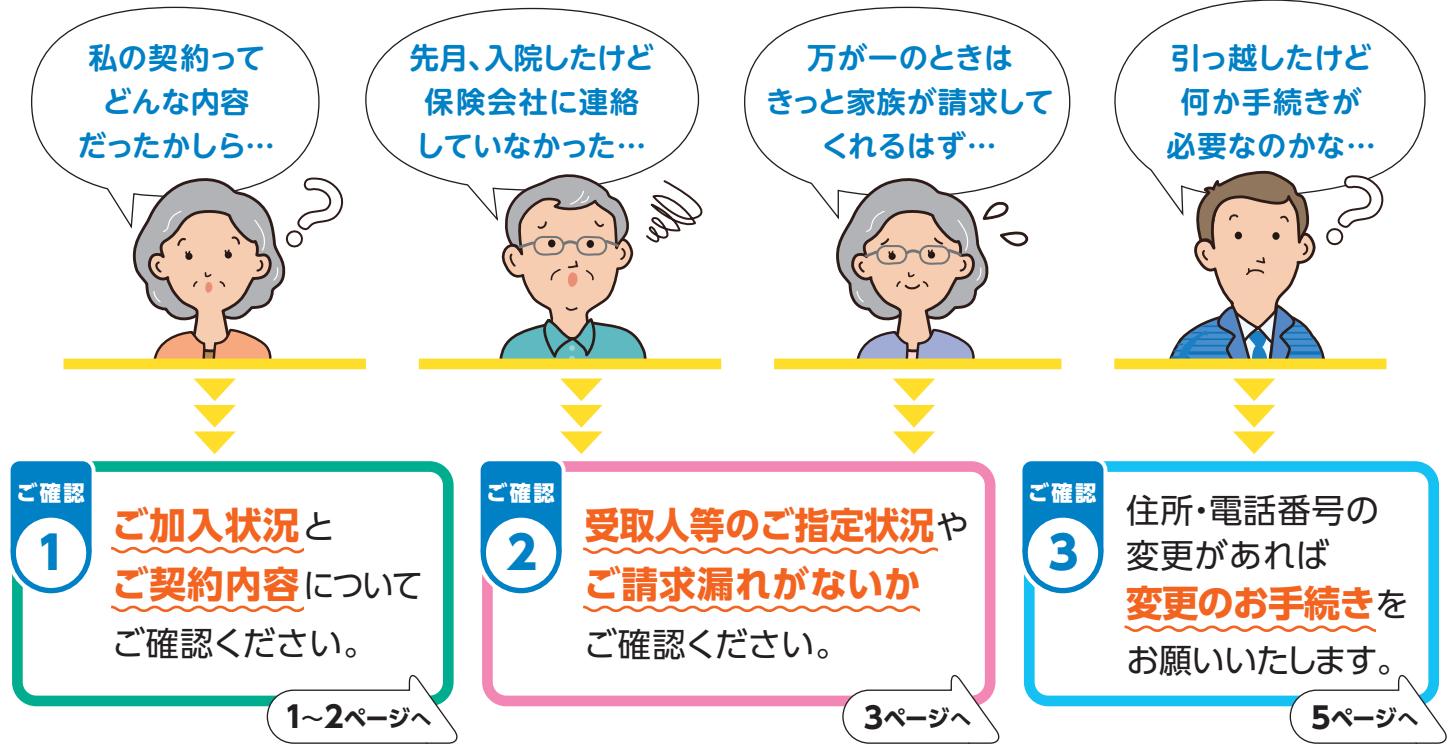 私の契約って
どんな内容
だったかしら…
先月、入院したけど
保険会社に連絡
していなかった…
万が一のときは
きっと家族が請求して
くれるはず…
引っ越したけど
何か手続きが
必要なのかな…
ご確認
1
ご加入状況と
ご契約内容について
ご確認ください。
1~2ページへ
ご確認
2
受取人等のご指定状況や
ご請求漏れがないか
ご確認ください。
3ページへ
ご確認
3
住所・電話番号の
変更があれば
変更のお手続きを
お願いいたします。
5ページへ